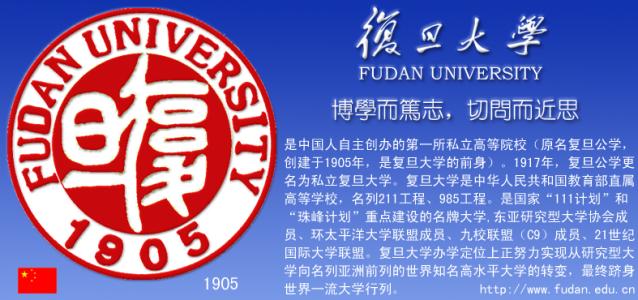 FUDAN UNIVERSITY
復旦
1905
1905
復旦大學
FUDAN UNIVERSITY
博學而篤志，切問而近思
是中国人自主创办的第一所私立高等院校（原名复旦公学，
创建于1905年，是复旦大学的前身）。1917年，复旦公学更
名为私立复旦大学。复旦大学是中华人民共和国教育部直属
高等学校，名列211工程、985工程。是国家“111计划”和
“珠峰计划”重点建设的名牌大学，东亚研究型大学协会成
员、环太平洋大学联盟成员、九校联盟（C9）成员、21世纪
国际大学联盟。复旦大学办学定位上正努力实现从研究型大
学向名列亚洲前列的世界知名高水平大学的转变，最终跻身
世界一流大学行列。
http://www.fudan.edu.cn